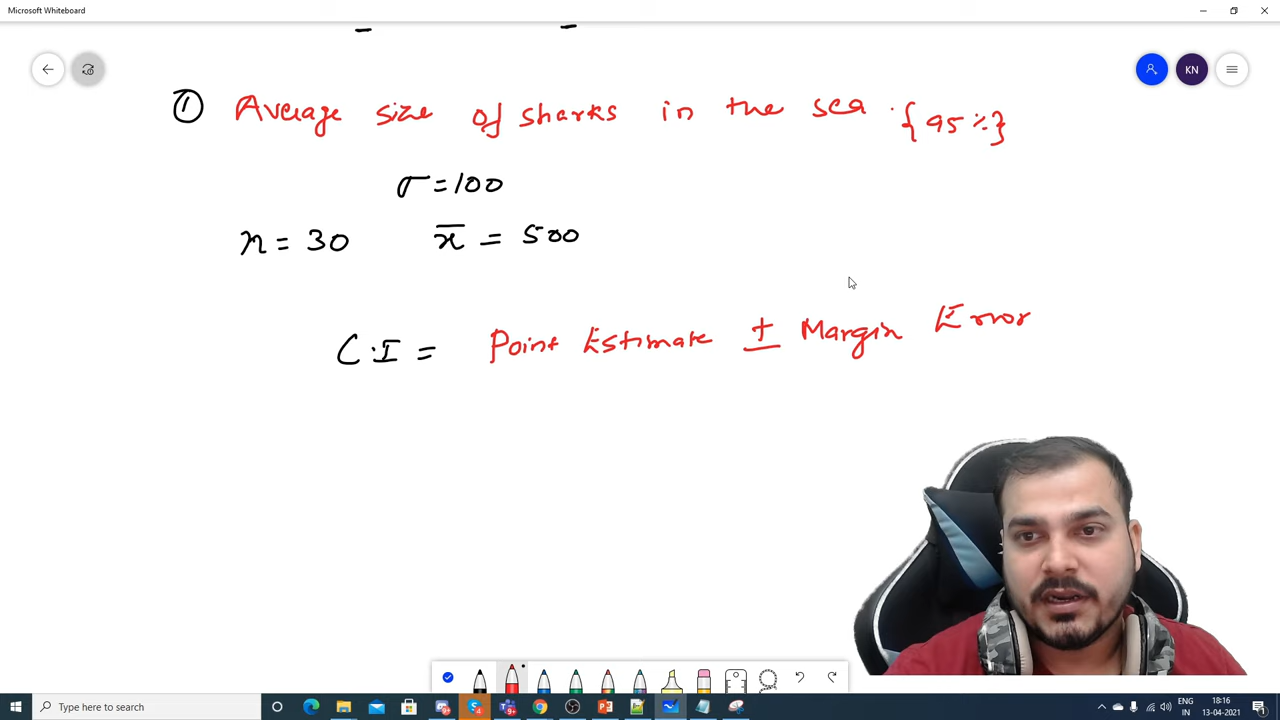 Microsoft Whiteboard
KN
① Average size of sharks in the sea. {95%}
σ = 100
n = 30 x̄ = 500
C.I = Point Estimate ± Margin Error
Type here to search
ENG
IN
18:16
13-04-2021